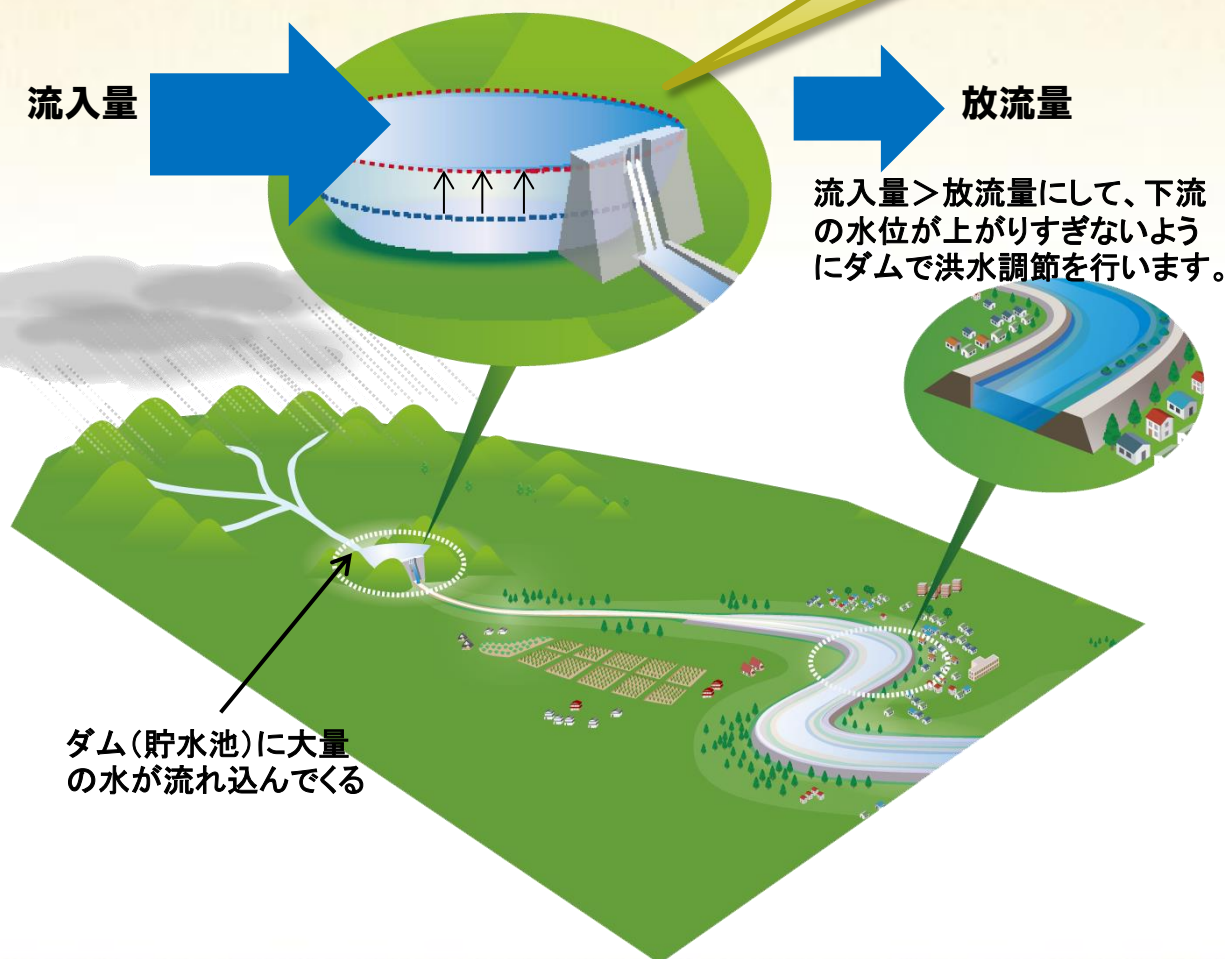 流入量
放流量
流入量＞放流量にして、下流
の水位が上がりすぎないよう
にダムで洪水調節を行います。
ダム（貯水池）に大量
の水が流れ込んでくる